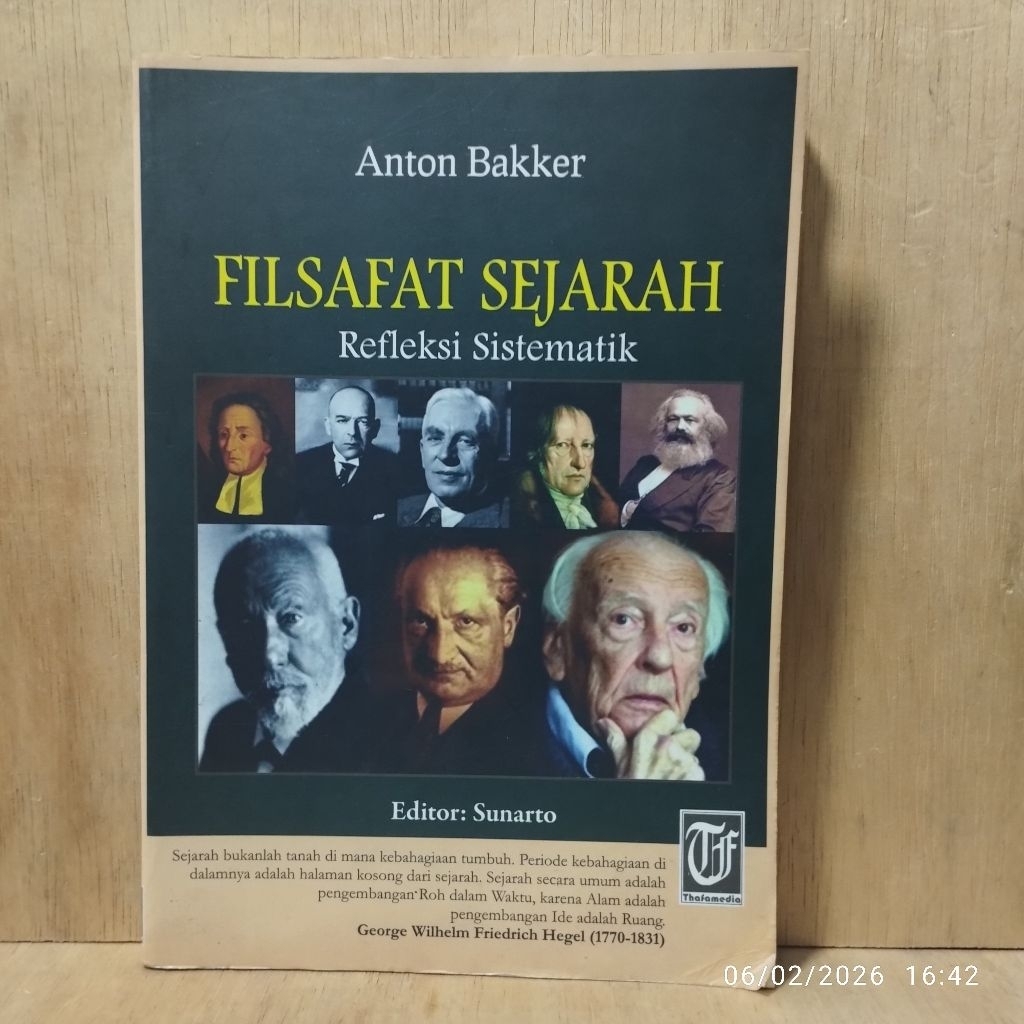 Anton Bakker
FILSAFAT SEJARAH
Refleksi Sistematik
Editor: Sunarto
Tf
Thafamedia
Sejarah bukanlah tanah di mana kebahagiaan tumbuh. Periode kebahagiaan di
dalamnya adalah halaman kosong dari sejarah. Sejarah secara umum adalah
pengembangan Roh dalam Waktu, karena Alam adalah
pengembangan Ide adalah Ruang.
George Wilhelm Friedrich Hegel (1770-1831)
06/02/2026 16:42